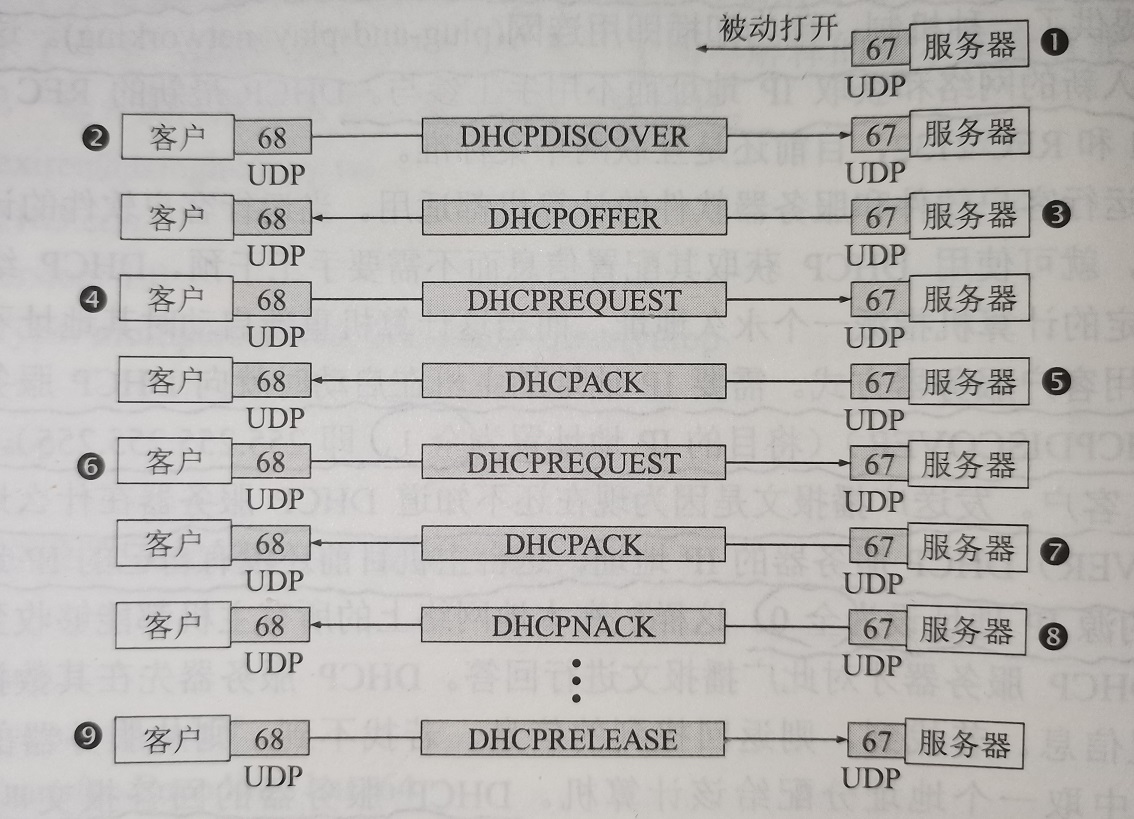 被动打开 67 服务器 ❶
UDP
❷ 客户 68 DHCPDISCOVER 67 服务器
UDP UDP
客户 68 DHCPOFFER 67 服务器 ❸
UDP UDP
❹ 客户 68 DHCPREQUEST 67 服务器
UDP UDP
客户 68 DHCPACK 67 服务器 ❺
UDP UDP
❻ 客户 68 DHCPREQUEST 67 服务器
UDP UDP
客户 68 DHCPACK 67 服务器 ❼
UDP UDP
客户 68 DHCPNACK 67 服务器 ❽
UDP UDP
❾ 客户 68 DHCPRELEASE 67 服务器
UDP UDP